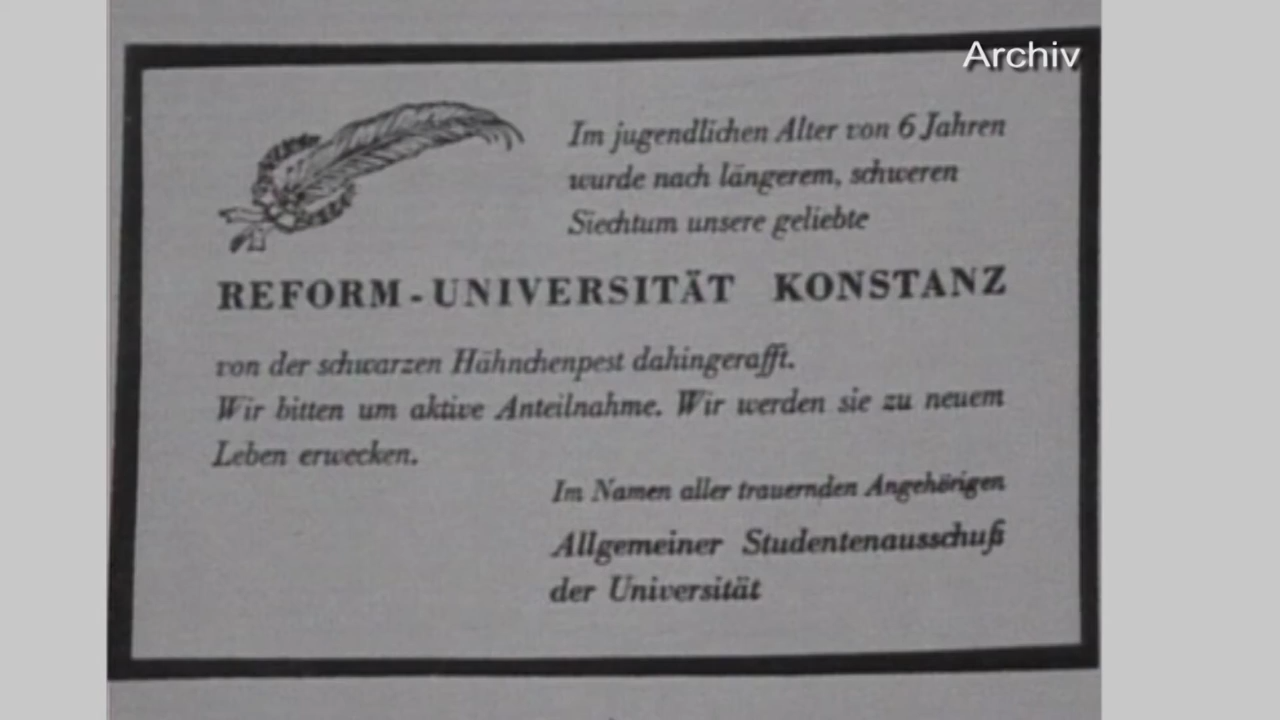 Archiv
Im jugendlichen Alter von 6 Jahren
wurde nach längerem, schweren
Siechtum unsere geliebte
REFORM-UNIVERSITÄT KONSTANZ
von der schwarzen Hähnchenpest dahingerafft.
Wir bitten um aktive Anteilnahme. Wir werden sie zu neuem
Leben erwecken.
Im Namen aller trauernden Angehörigen
Allgemeiner Studentenausschuß
der Universität